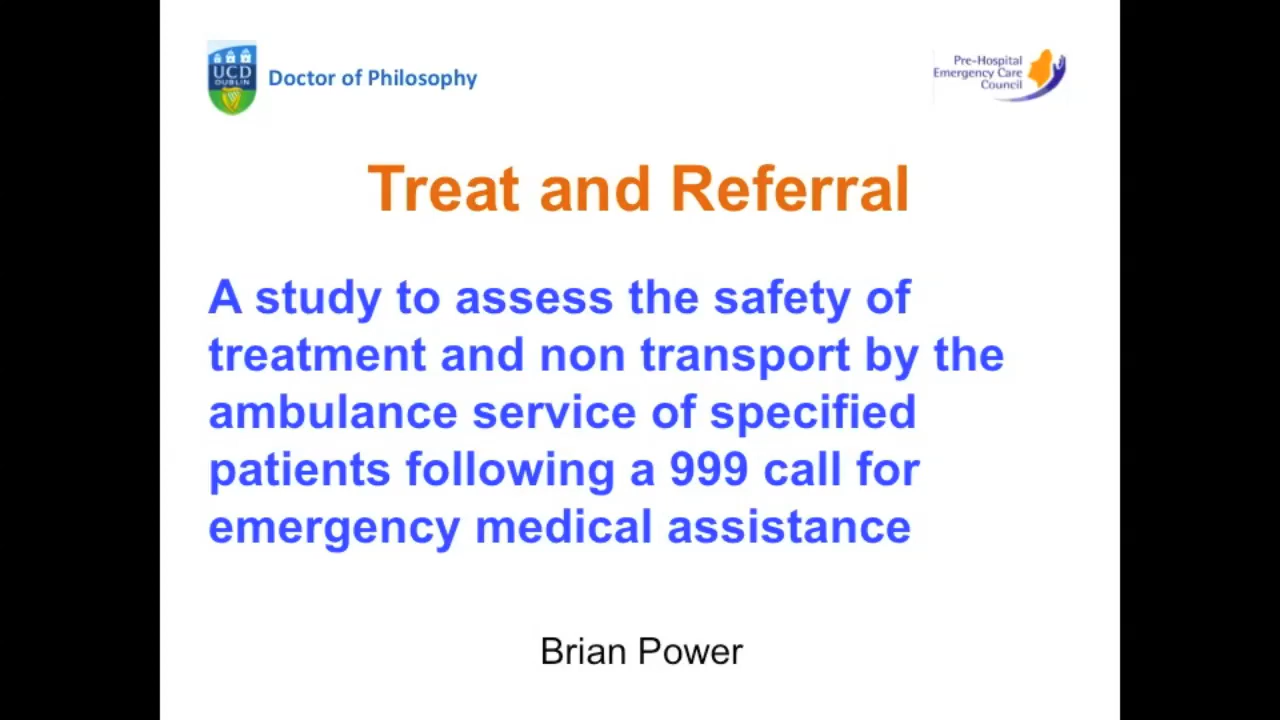 UCD
DUBLIN
Doctor of Philosophy
Pre-Hospital
Emergency Care
Council
Treat and Referral
A study to assess the safety of
treatment and non transport by the
ambulance service of specified
patients following a 999 call for
emergency medical assistance
Brian Power